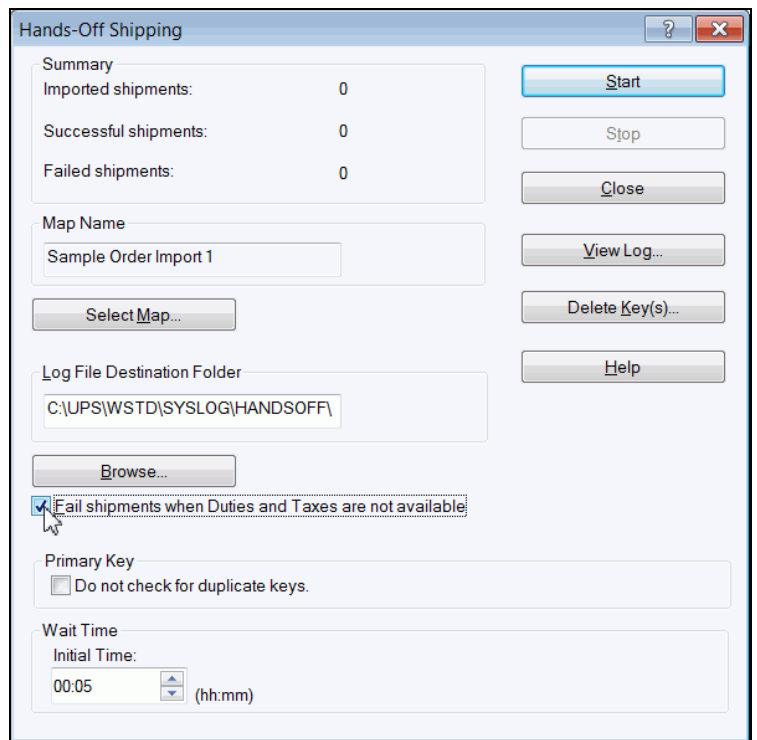 Hands-Off Shipping
Summary
Imported shipments: 0
Successful shipments: 0
Failed shipments: 0
Start
Stop
Close
Map Name
Sample Order Import 1
View Log...
Select Map...
Delete Key(s)...
Log File Destination Folder
Help
C:\UPS\WSTD\SYSLOG\HANDSOFF\
Browse...
Fail shipments when Duties and Taxes are not available
Primary Key
Do not check for duplicate keys.
Wait Time
Initial Time:
00:05 (hh:mm)